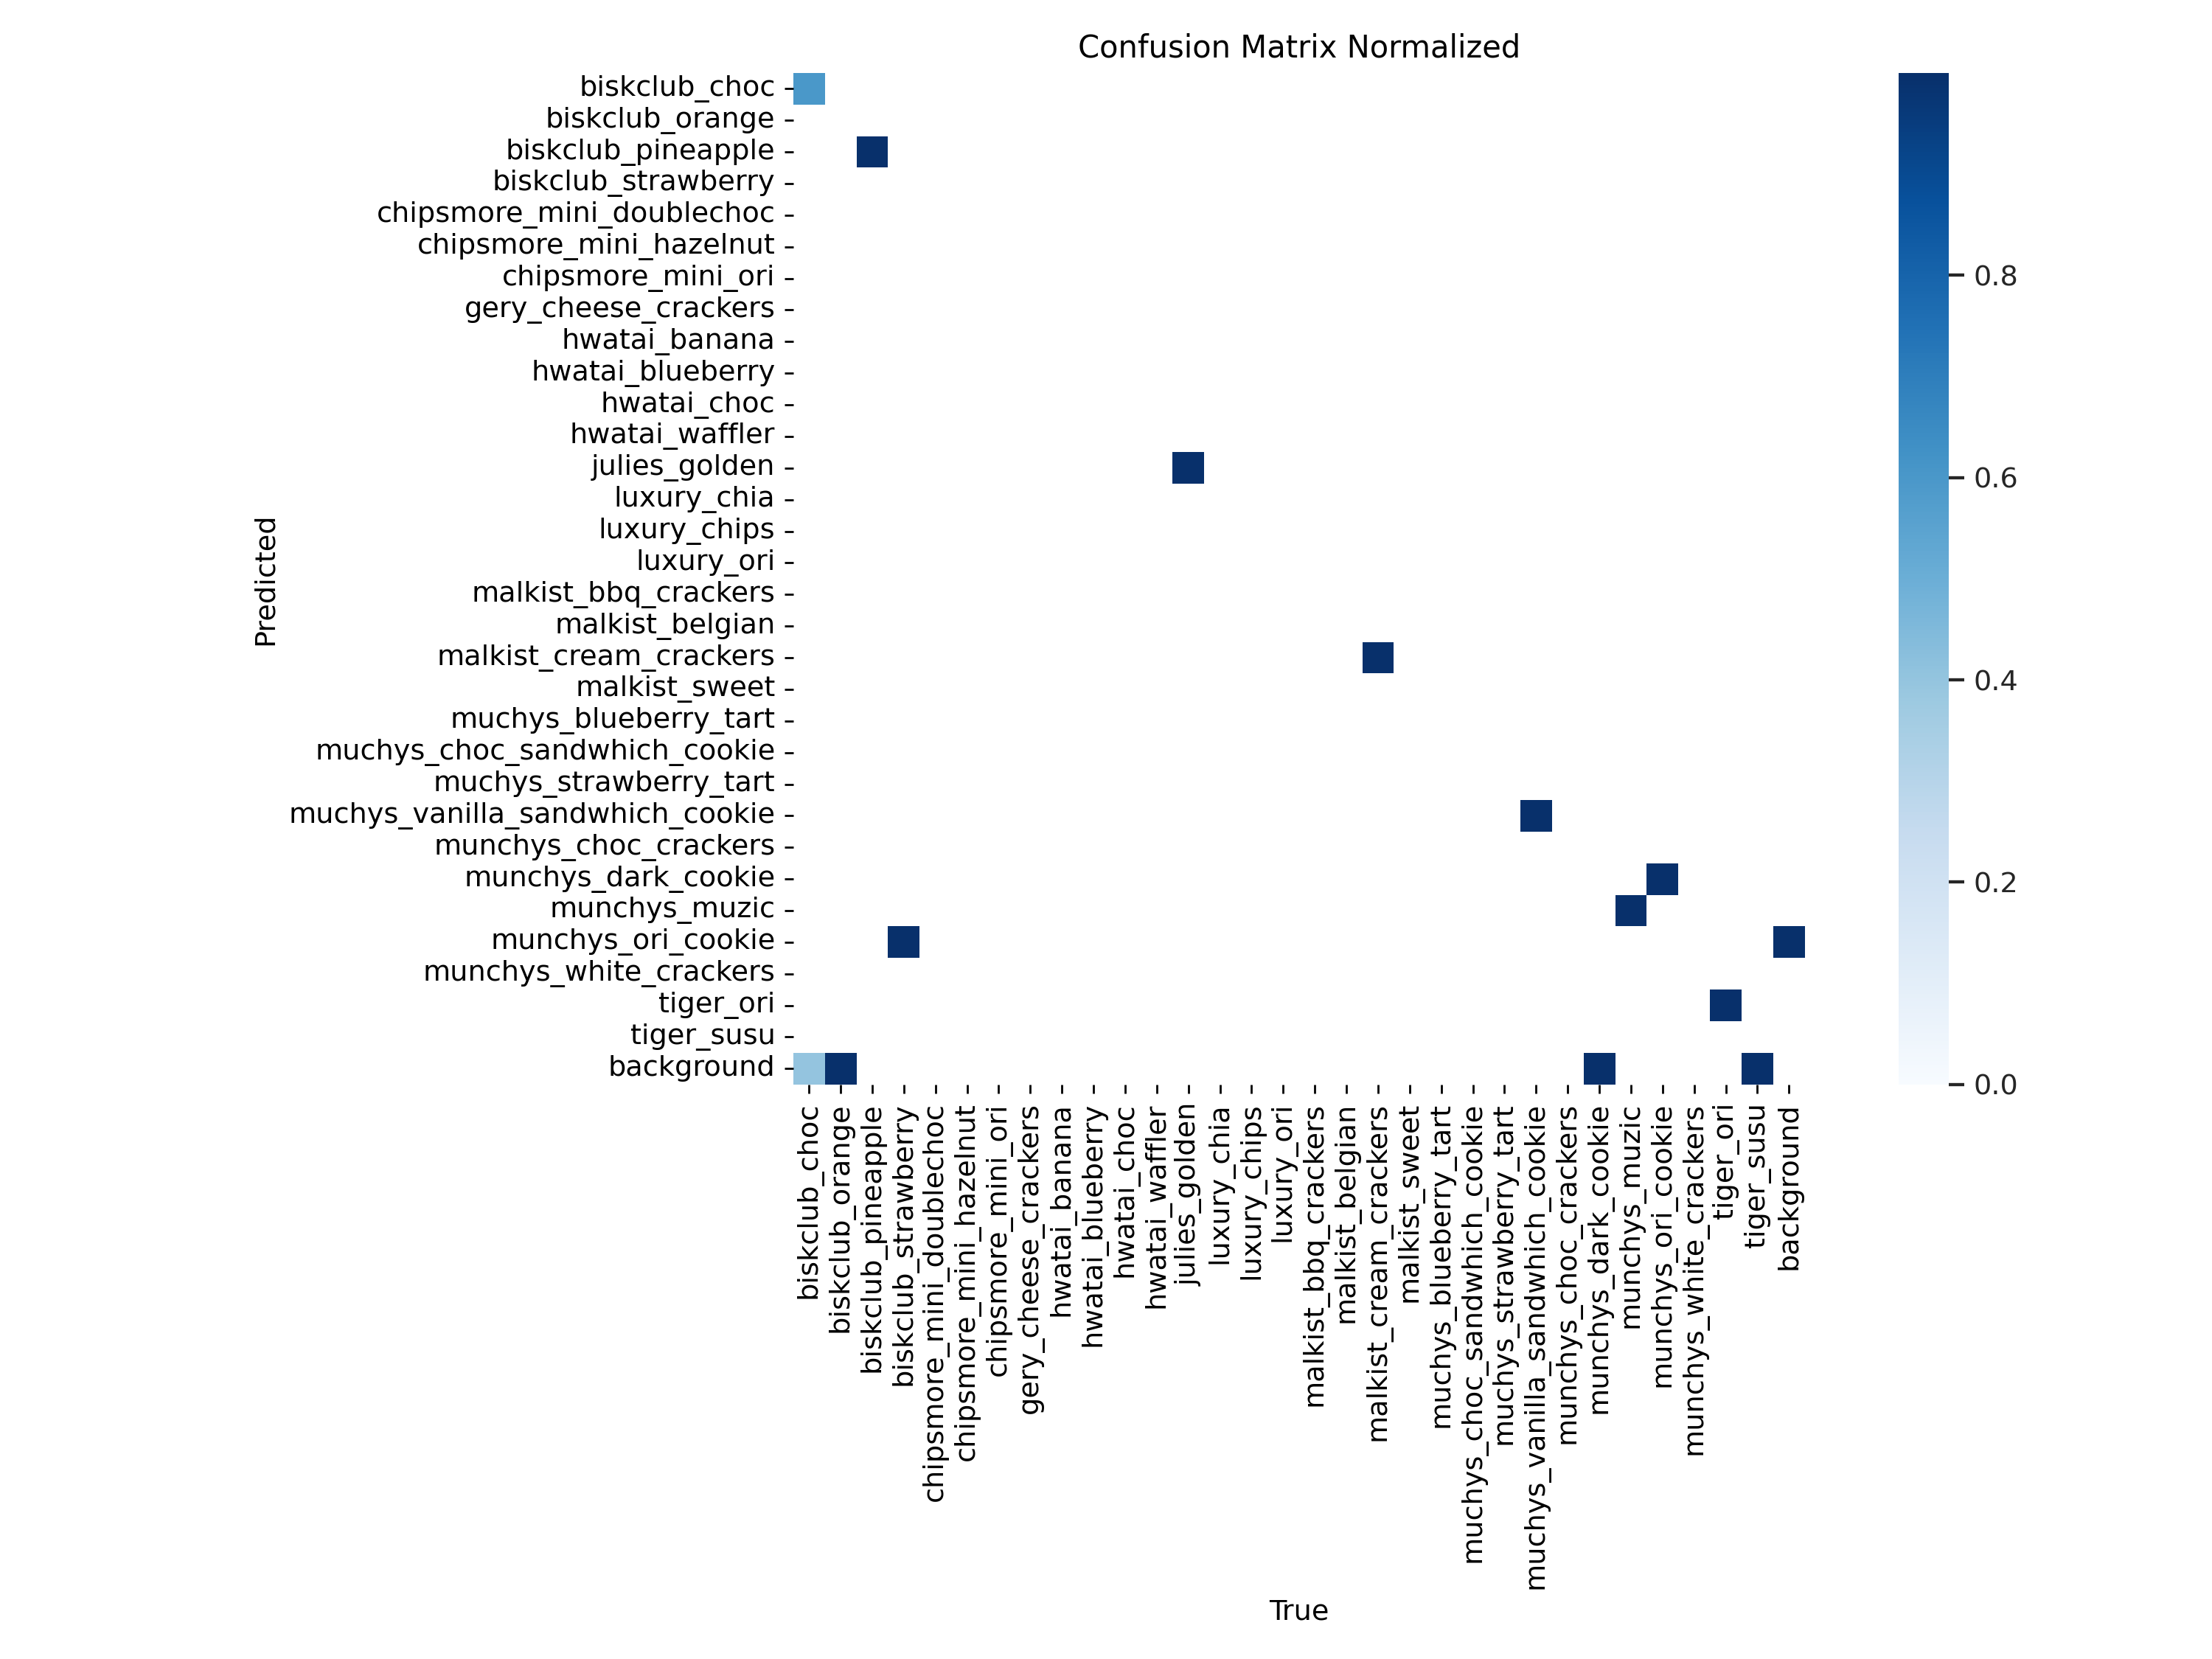 Confusion Matrix Normalized
biskclub_choc
biskclub_orange
biskclub_pineapple
biskclub_strawberry
chipsmore_mini_doublechoc
chipsmore_mini_hazelnut
chipsmore_mini_ori
gery_cheese_crackers
hwatai_banana
hwatai_blueberry
hwatai_choc
hwatai_waffler
julies_golden
luxury_chia
luxury_chips
luxury_ori
malkist_bbq_crackers
malkist_belgian
malkist_cream_crackers
malkist_sweet
muchys_blueberry_tart
muchys_choc_sandwhich_cookie
muchys_strawberry_tart
muchys_vanilla_sandwhich_cookie
munchys_choc_crackers
munchys_dark_cookie
munchys_muzic
munchys_ori_cookie
munchys_white_crackers
tiger_ori
tiger_susu
background
Predicted
0.8
0.6
0.4
0.2
0.0
biskclub_choc
biskclub_orange
biskclub_pineapple
biskclub_strawberry
chipsmore_mini_doublechoc
chipsmore_mini_hazelnut
chipsmore_mini_ori
gery_cheese_crackers
hwatai_banana
hwatai_blueberry
hwatai_choc
hwatai_waffler
julies_golden
luxury_chia
luxury_chips
luxury_ori
malkist_bbq_crackers
malkist_belgian
malkist_cream_crackers
malkist_sweet
muchys_blueberry_tart
muchys_choc_sandwhich_cookie
muchys_strawberry_tart
muchys_vanilla_sandwhich_cookie
munchys_choc_crackers
munchys_dark_cookie
munchys_muzic
munchys_ori_cookie
munchys_white_crackers
tiger_ori
tiger_susu
background
True